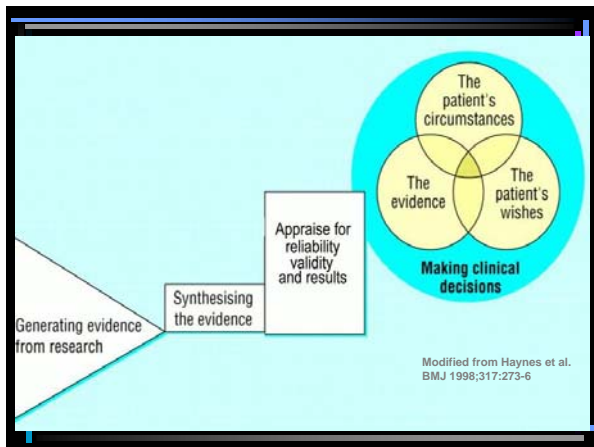 Generating evidence
from research
Synthesising
the evidence
Appraise for
reliability
validity
and results
The
patient's
circumstances
The
evidence
The
patient's
wishes
Making clinical
decisions
Modified from Haynes et al.
BMJ 1998;317:273-6